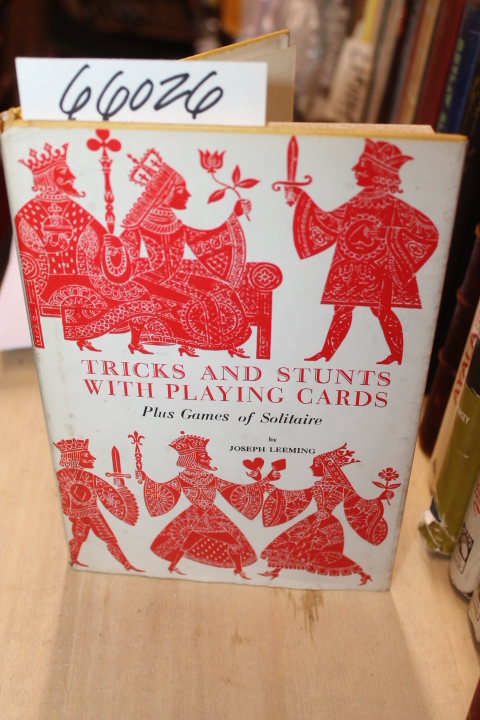 66026
TRICKS AND STUNTS
WITH PLAYING CARDS
Plus Games of Solitaire
by
JOSEPH LEEMING